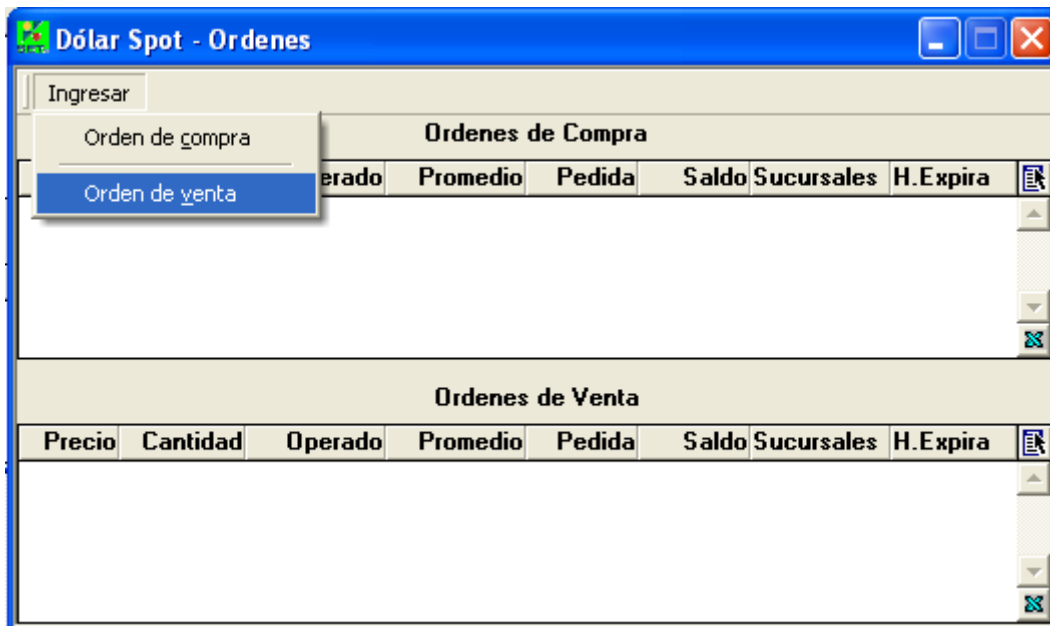 Dólar Spot - Ordenes
Ingresar
Orden de compra
Orden de venta
Ordenes de Compra
erado Promedio Pedida Saldo Sucursales H.Expira
Ordenes de Venta
Precio Cantidad Operado Promedio Pedida Saldo Sucursales H.Expira